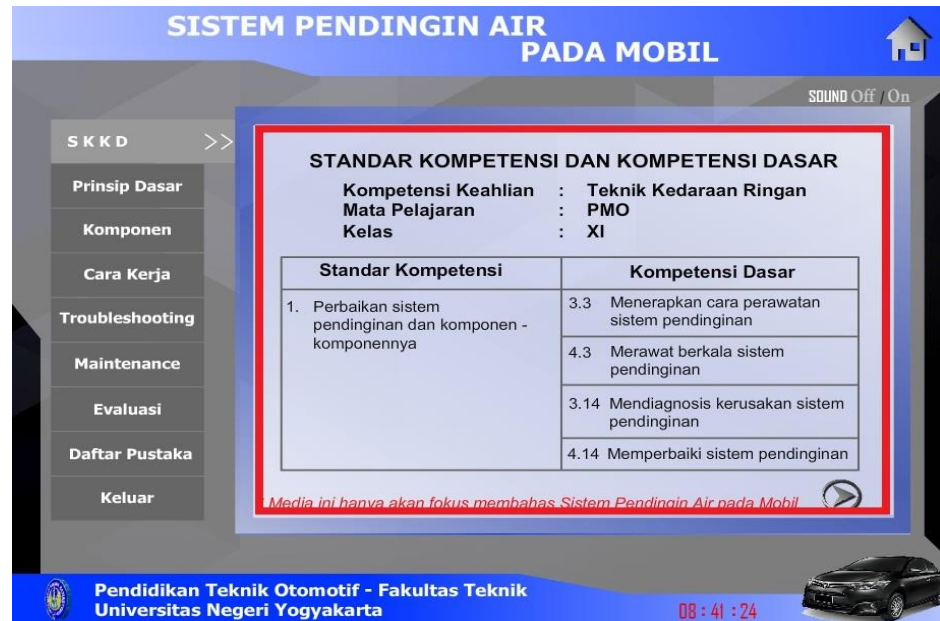 SISTEM PENDINGIN AIR
PADA MOBIL
SOUND Off / On
S K K D >>
Prinsip Dasar
Komponen
Cara Kerja
Troubleshooting
Maintenance
Evaluasi
Daftar Pustaka
Keluar
STANDAR KOMPETENSI DAN KOMPETENSI DASAR
Kompetensi Keahlian : Teknik Kedaraan Ringan
Mata Pelajaran : PMO
Kelas : XI
Standar Kompetensi
1. Perbaikan sistem
pendinginan dan komponen -
komponennya
Kompetensi Dasar
3.3 Menerapkan cara perawatan
sistem pendinginan
4.3 Merawat berkala sistem
pendinginan
3.14 Mendiagnosis kerusakan sistem
pendinginan
4.14 Memperbaiki sistem pendinginan
Media ini hanya akan fokus membahas Sistem Pendingin Air pada Mobil
Pendidikan Teknik Otomotif - Fakultas Teknik
Universitas Negeri Yogyakarta
08 : 41 : 24